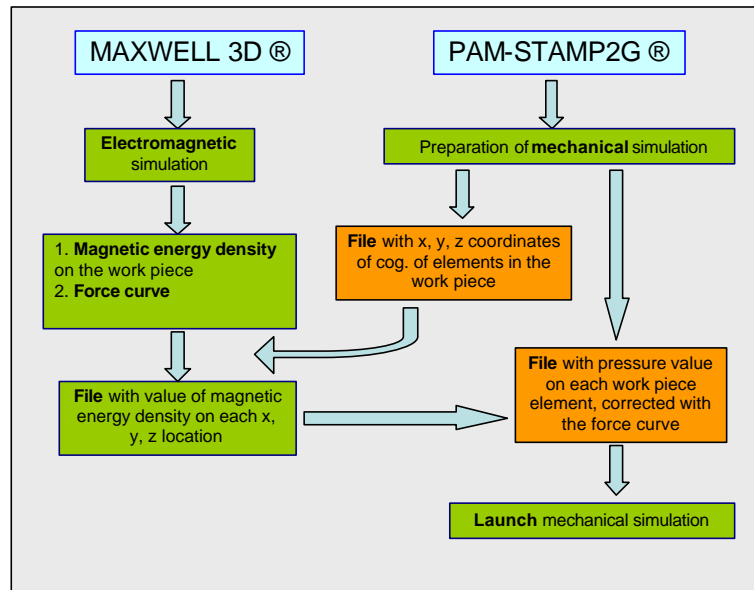 MAXWELL 3D ®
PAM-STAMP2G ®
Electromagnetic
simulation
Preparation of mechanical simulation
1. Magnetic energy density
on the work piece
2. Force curve
File with x, y, z coordinates
of cog. of elements in the
work piece
File with value of magnetic
energy density on each x,
y, z location
File with pressure value
on each work piece
element, corrected with
the force curve
Launch mechanical simulation